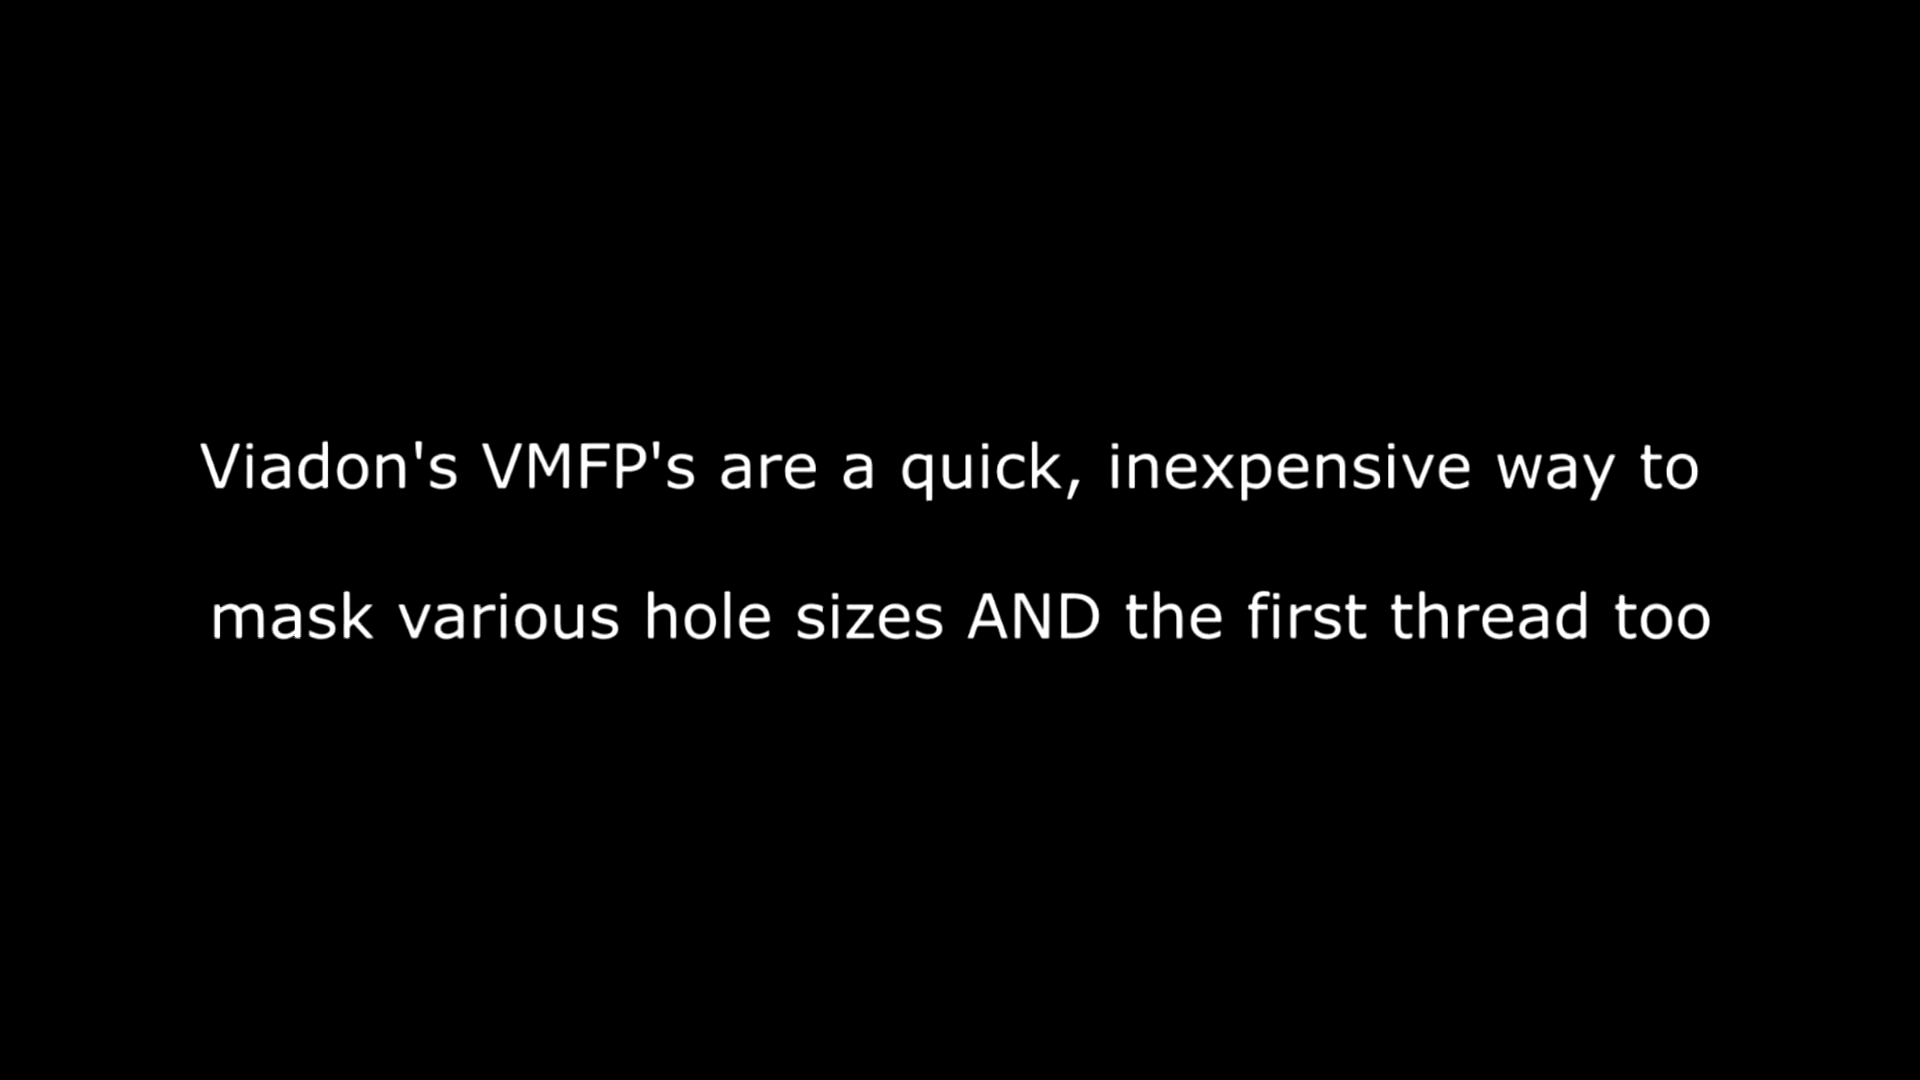 Viadon's VMFP's are a quick, inexpensive way to
mask various hole sizes AND the first thread too